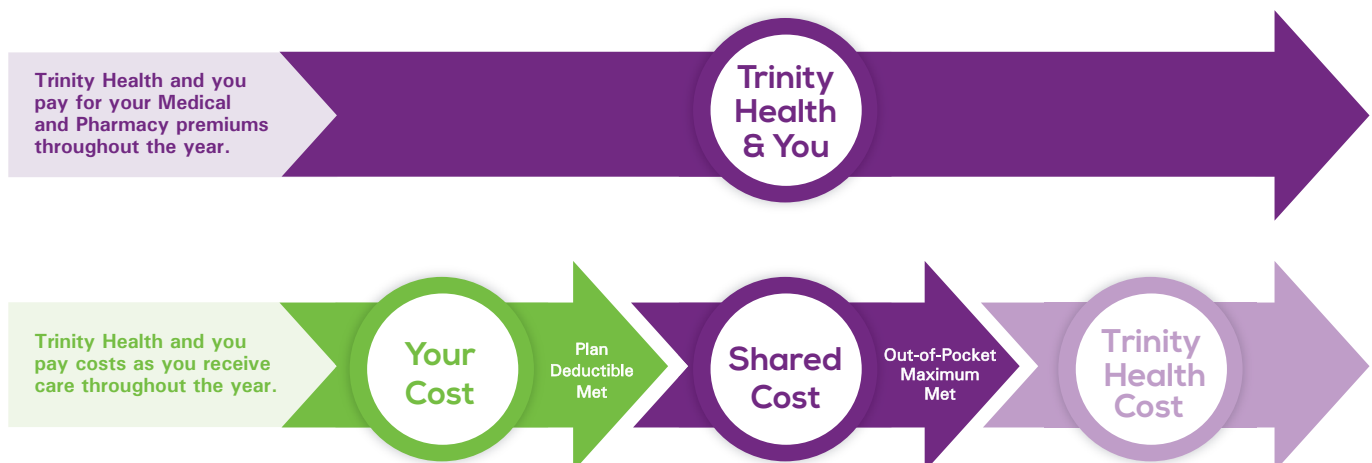 Trinity Health and you
pay for your Medical
and Pharmacy premiums
throughout the year.
Trinity
Health
& You
Trinity Health and you
pay costs as you receive
care throughout the year.
Your
Cost
Plan
Deductible
Met
Shared
Cost
Out-of-Pocket
Maximum
Met
Trinity
Health
Cost